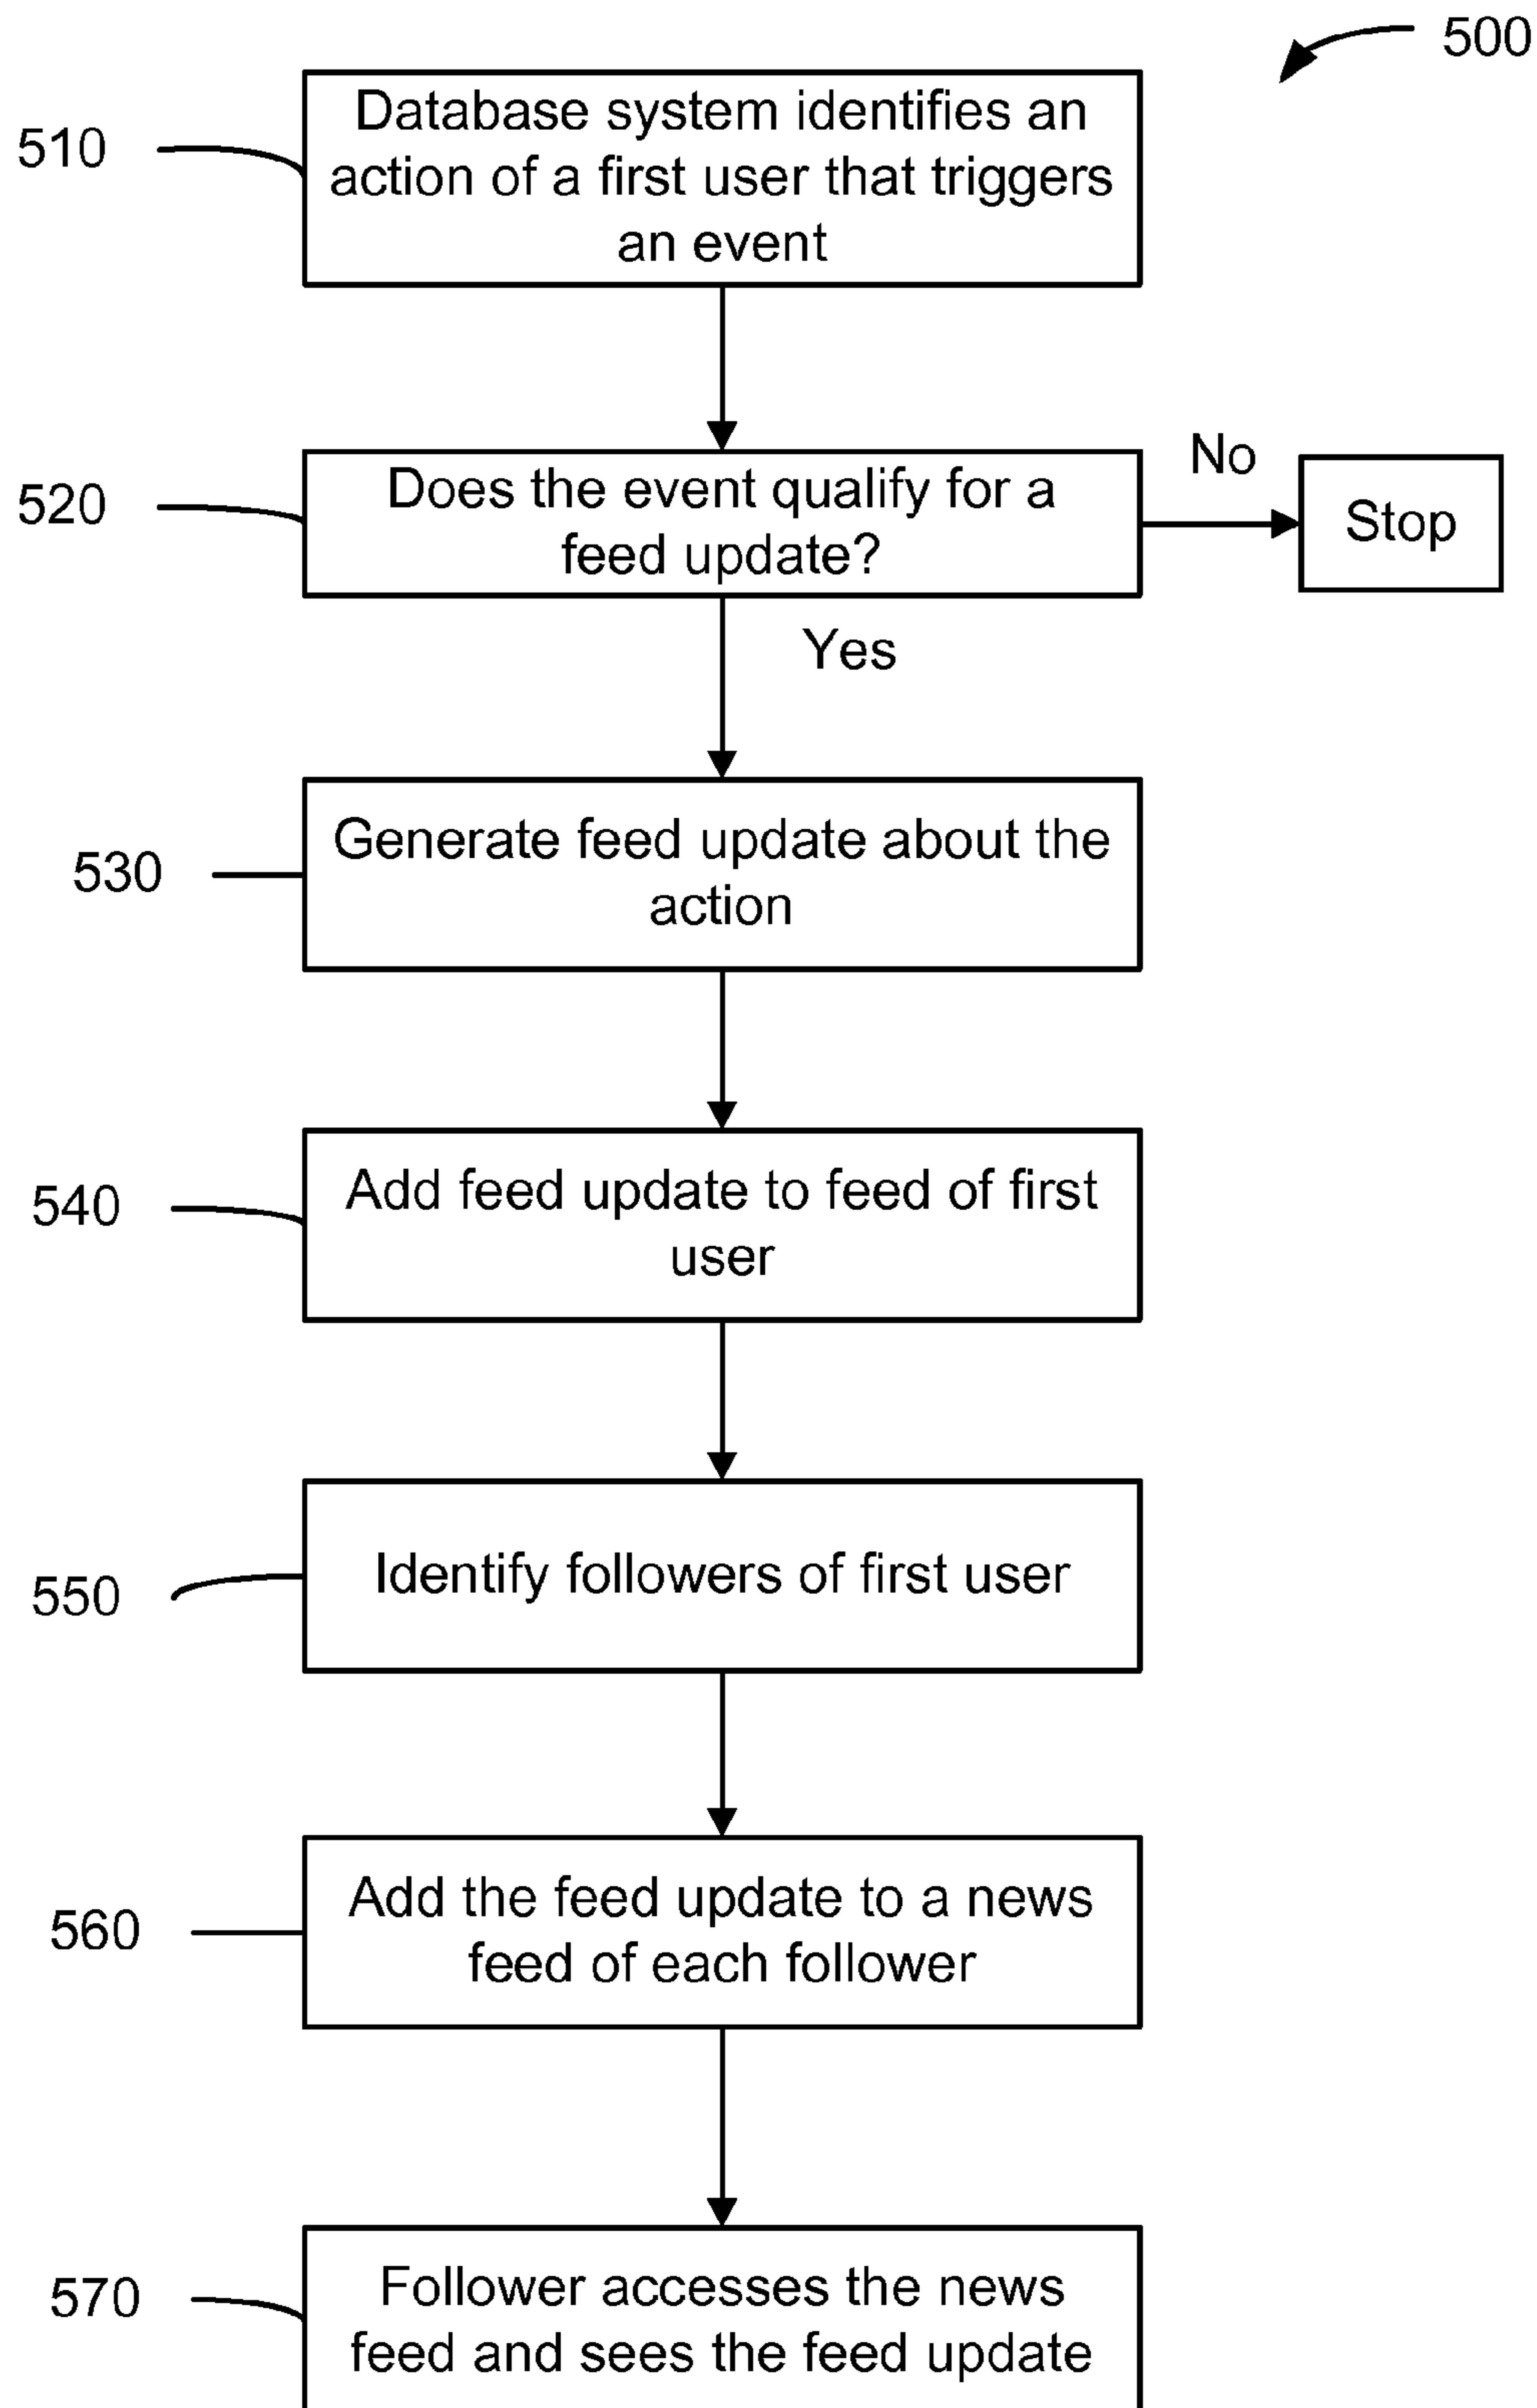 500
510
Database system identifies an
action of a first user that triggers
an event
520
Does the event qualify for a
feed update?
No
Stop
Yes
530
Generate feed update about the
action
540
Add feed update to feed of first
user
550
Identify followers of first user
560
Add the feed update to a news
feed of each follower
570
Follower accesses the news
feed and sees the feed update